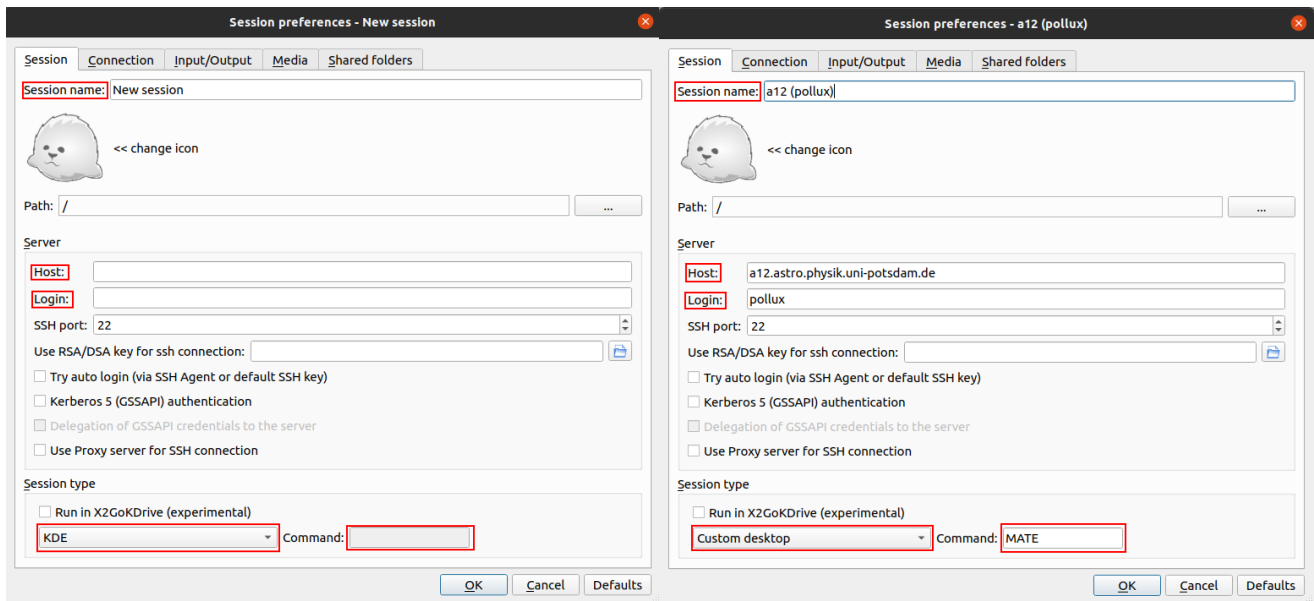 Session preferences - New session
Session Connection Input/Output Media Shared folders
Session name: New session
<< change icon
Path: / ...
Server
Host:
Login:
SSH port: 22
Use RSA/DSA key for ssh connection:
Try auto login (via SSH Agent or default SSH key)
Kerberos 5 (GSSAPI) authentication
Delegation of GSSAPI credentials to the server
Use Proxy server for SSH connection
Session type
Run in X2GoKDrive (experimental)
KDE Command:
OK Cancel Defaults
Session preferences - a12 (pollux)
Session Connection Input/Output Media Shared folders
Session name: a12 (pollux)
<< change icon
Path: / ...
Server
Host: a12.astro.physik.uni-potsdam.de
Login: pollux
SSH port: 22
Use RSA/DSA key for ssh connection:
Try auto login (via SSH Agent or default SSH key)
Kerberos 5 (GSSAPI) authentication
Delegation of GSSAPI credentials to the server
Use Proxy server for SSH connection
Session type
Run in X2GoKDrive (experimental)
Custom desktop Command: MATE
OK Cancel Defaults